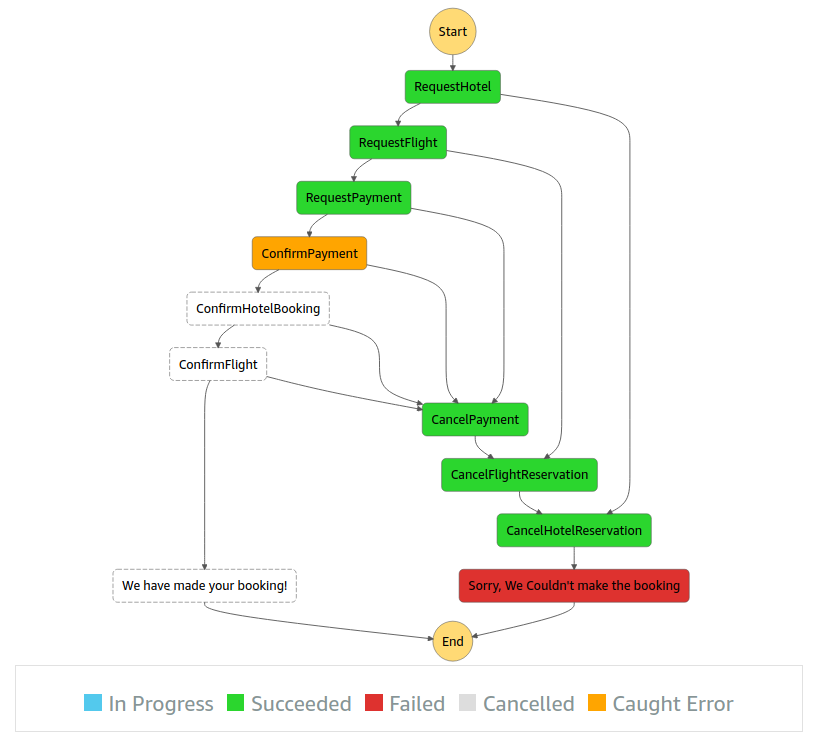 Start
RequestHotel
RequestFlight
RequestPayment
ConfirmPayment
ConfirmHotelBooking
ConfirmFlight
CancelPayment
CancelFlightReservation
CancelHotelReservation
We have made your booking!
Sorry, We Couldn't make the booking
End
In Progress
Succeeded
Failed
Cancelled
Caught Error